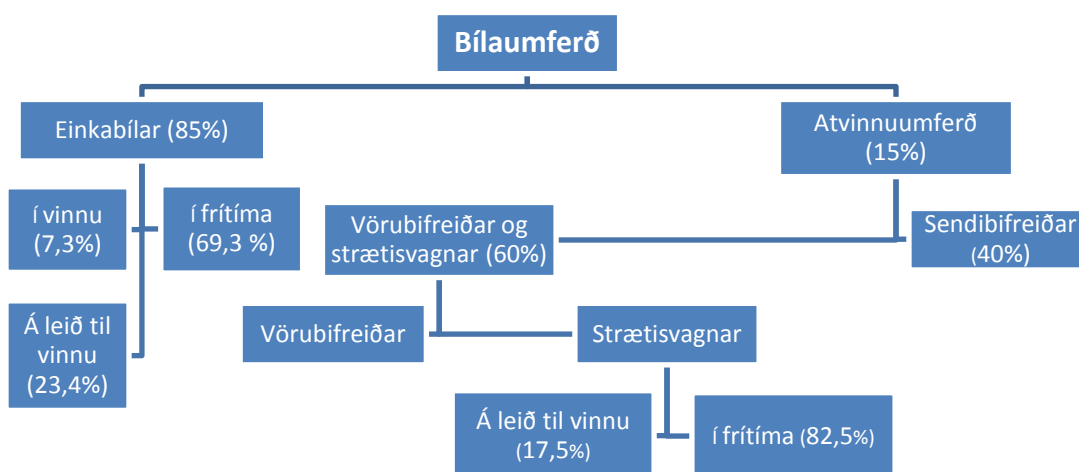 Bílaumferð
Einkabílar (85%)
Atvinnuumferð
(15%)
í vinnu
(7,3%)
í frítíma
(69,3 %)
Vörubifreiðar og
strætisvagnar (60%)
Sendibifreiðar
(40%)
Á leið til
vinnu
(23,4%)
Vörubifreiðar
Strætisvagnar
Á leið til vinnu
(17,5%)
í frítíma (82,5%)